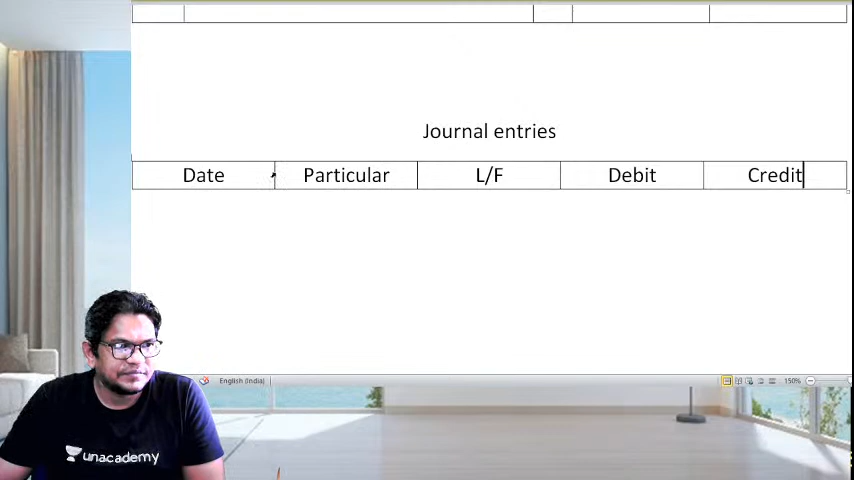 Journal entries
Date Particular L/F Debit Credit
English (India) 150%
unacademy